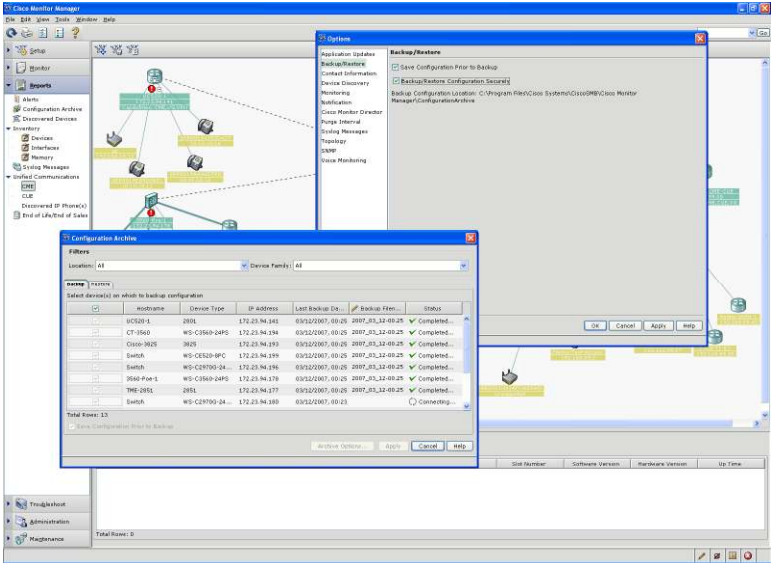 Cisco Monitor Manager
File Edit View Tools Window Help
Go
Setup
Monitor
Reports
Alerts
Configuration Archive
Discovered Devices
Inventory
Devices
Interfaces
Memory
Syslog Messages
Unified Communications
CME
CUE
Discovered IP Phone(s)
End of Life/End of Sales
Troubleshoot
Administration
Maintenance
Options
Application Updates
Backup/Restore
Contact Information
Device Discovery
Monitoring
Notification
Cisco Monitor Director
Purge Interval
Syslog Messages
Topology
SNMP
Voice Monitoring
Backup/Restore
Save Configuration Prior to Backup
Backup/Restore Configuration Securely
Backup Configuration Location: C:\Program Files\Cisco Systems\CiscoSMB\Cisco Monitor
Manager\ConfigurationArchive
OK Cancel Apply Help
Configuration Archive
Filters
Location: All Device Family: All
Backup Restore
Select device(s) on which to backup configuration
Hostname Device Type IP Address Last Backup Da... Backup Filen... Status
UC520-1 2801 172.23.94.141 03/12/2007, 00:25 2007_03_12-00.25 Completed...
CT-3560 WS-C3560-24PS 172.23.94.194 03/12/2007, 00:25 2007_03_12-00.25 Completed...
Cisco-3825 3825 172.23.94.193 03/12/2007, 00:25 2007_03_12-00.25 Completed...
Switch WS-CE520-8PC 172.23.94.199 03/12/2007, 00:25 2007_03_12-00.25 Completed...
Switch WS-C2970G-24... 172.23.94.196 03/12/2007, 00:25 2007_03_12-00.25 Completed...
3560-Poe-1 WS-C3560-24PS 172.23.94.178 03/12/2007, 00:25 2007_03_12-00.25 Completed...
TME-2851 2851 172.23.94.177 03/12/2007, 00:25 2007_03_12-00.25 Completed...
Switch WS-C2970G-24... 172.23.94.180 03/12/2007, 00:23 Connecting...
Total Rows: 13
Save Configuration Prior to Backup
Archive Options... Apply Cancel Help
Slot Number Software Version Hardware Version Up Time
Total Rows: 0